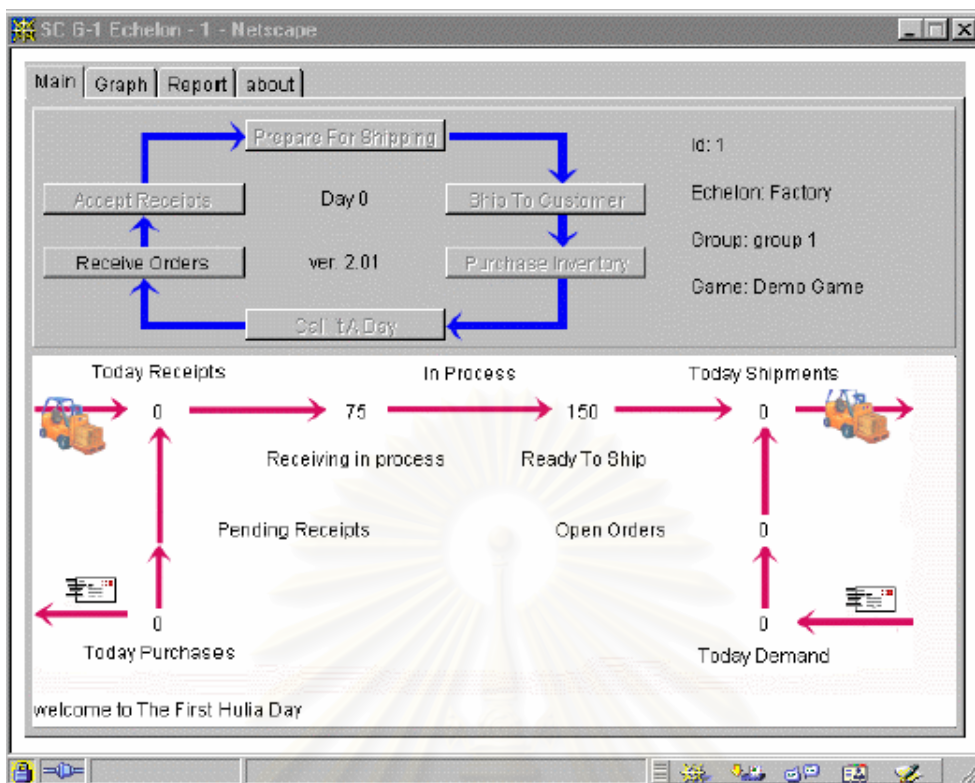 SC G-1 Echelon - 1 - Netscape
Main Graph Report about
Prepare For Shipping
Id: 1
Accept Receipts Day 0 Ship To Customer Echelon: Factory
Receive Orders ver: 2.01 Purchase Inventory Group: group 1
Game: Demo Game
Call It A Day
Today Receipts In Process Today Shipments
0 75 150 0
Receiving in process Ready To Ship
Pending Receipts Open Orders 0
0 0
Today Purchases Today Demand
welcome to The First Hulia Day